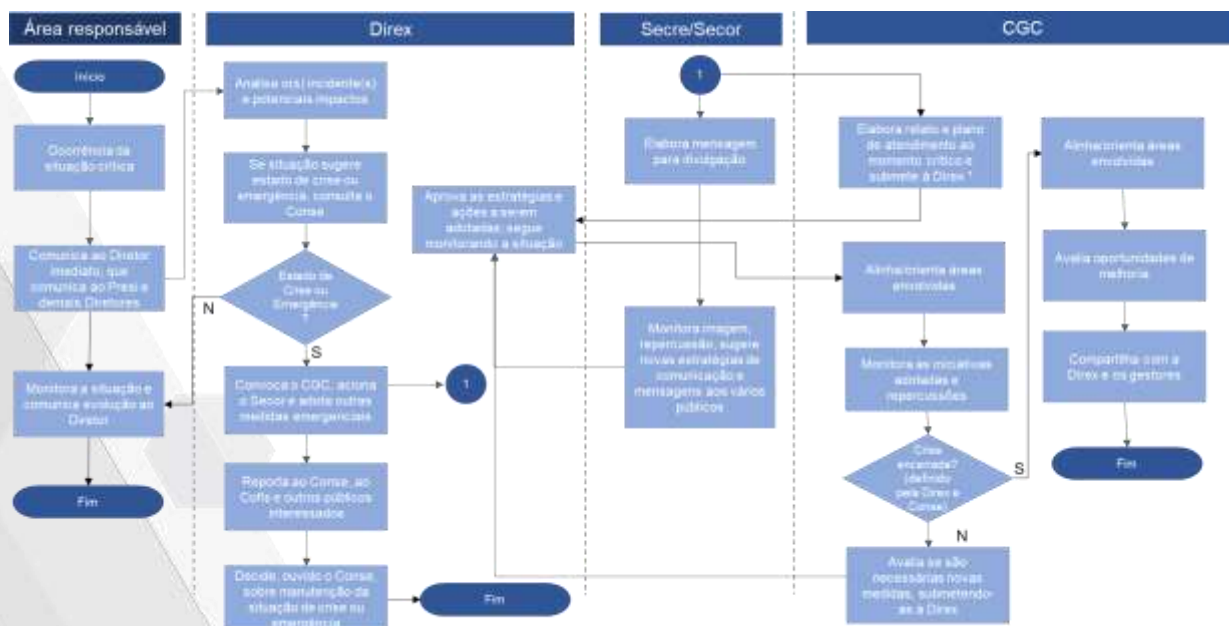 Área responsável
Direx
Secre/Secor
CGC
Início
Ocorrência da
situação crítica
Comunica ao Diretor
imediato, que
comunica ao Presi e
demais Diretores
Monitora a situação e
comunica evolução ao
Diretor
Fim
incidente(s)
e potenciais impactos
Se situação sugere
estado de crise ou
emergência, consulta o
Conse
Estado de
Crise ou
Emergência
?
N
S
Convoca o CGC, aciona
o Secor e adota outras
medidas emergenciais
1
Reporta ao Conse, ao
Coffs e outros públicos
interessados
Decide, ouvido o Conse,
sobre manutenção da
situação de crise ou
emergência
Fim
Aprova as estratégias e
ações a serem
adotadas; segue
monitorando a situação
1
Elabora mensagem
para divulgação
Monitora imagem,
repercussão, sugere
novas estratégias de
comunicação e
mensagens aos vários
públicos
Elabora relato e plano
de atendimento ao
momento crítico e
submete à Direx *
Alinha/orienta áreas
envolvidas
Monitora as iniciativas
adotadas e
repercussões
Crise
encerrada?
(definido
pela Direx e
Conse)
S
N
Avalia se são
necessárias novas
medidas, submetendo-
as à Direx
Alinha/orienta áreas
envolvidas
Avalia oportunidades de
melhoria
Compartilha com a
Direx e os gestores
Fim